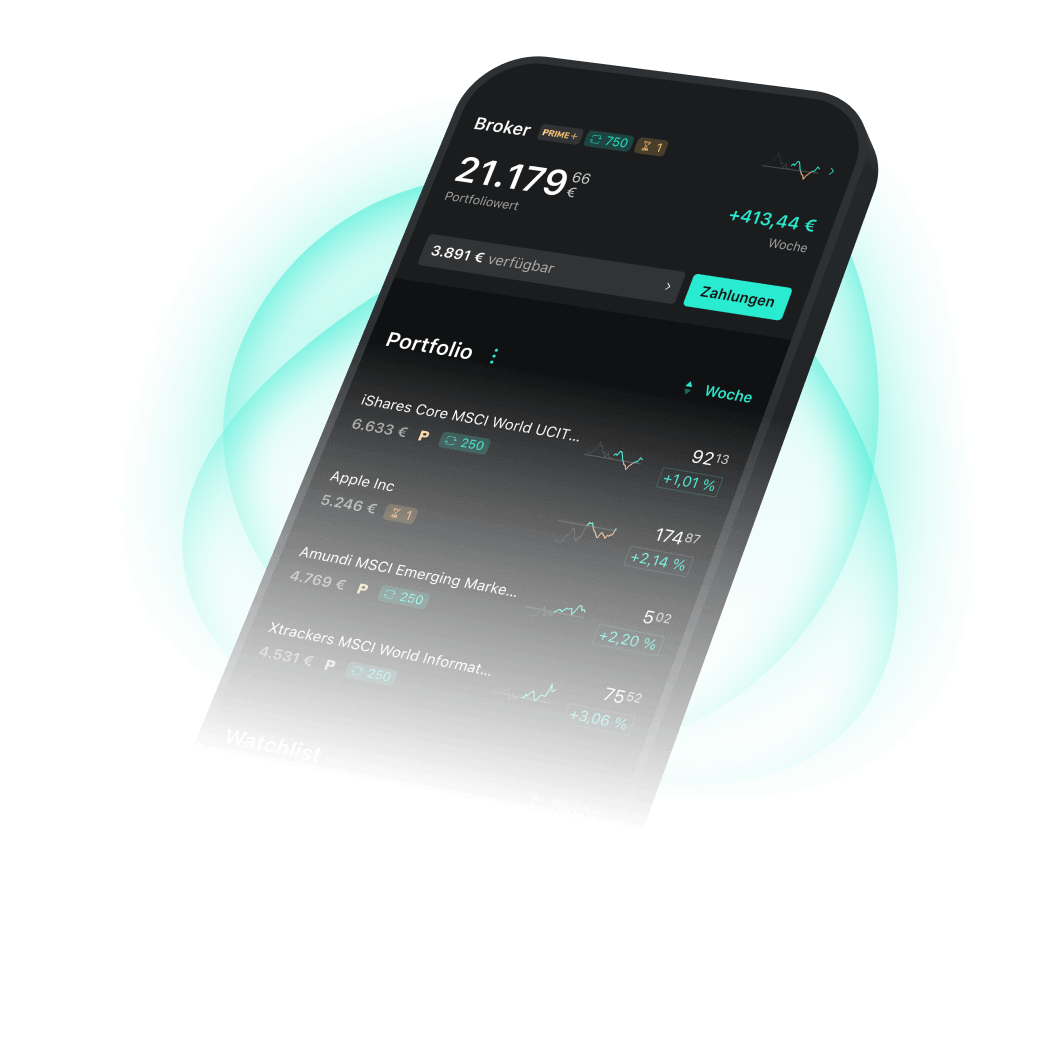 Broker PRIME+ 750 1
21.179 66 €
Portfoliowert
+413,44 €
Woche
3.891 € verfügbar
Zahlungen
Portfolio
Woche
iShares Core MSCI World UCIT...
6.633 € P 250
92 13
+1,01 %
Apple Inc
5.246 € 1
174 87
+2,14 %
Amundi MSCI Emerging Marke...
4.769 € P 250
5 02
+2,20 %
Xtrackers MSCI World Informat...
4.531 € P 250
75 52
+3,06 %
Watchlist